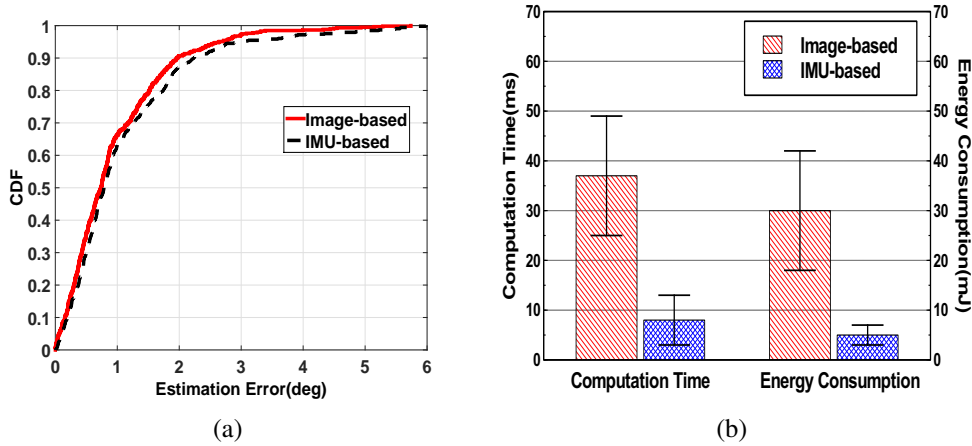 1
0.9
0.8
0.7
0.6
0.5
0.4
0.3
0.2
0.1
0
CDF
Image-based
IMU-based
0 1 2 3 4 5 6
Estimation Error(deg)
(a)
70
60
50
40
30
20
10
0
Computation Time(ms)
Image-based
IMU-based
70
60
50
40
30
20
10
0
Energy Consumption(mJ)
Computation Time Energy Consumption
(b)